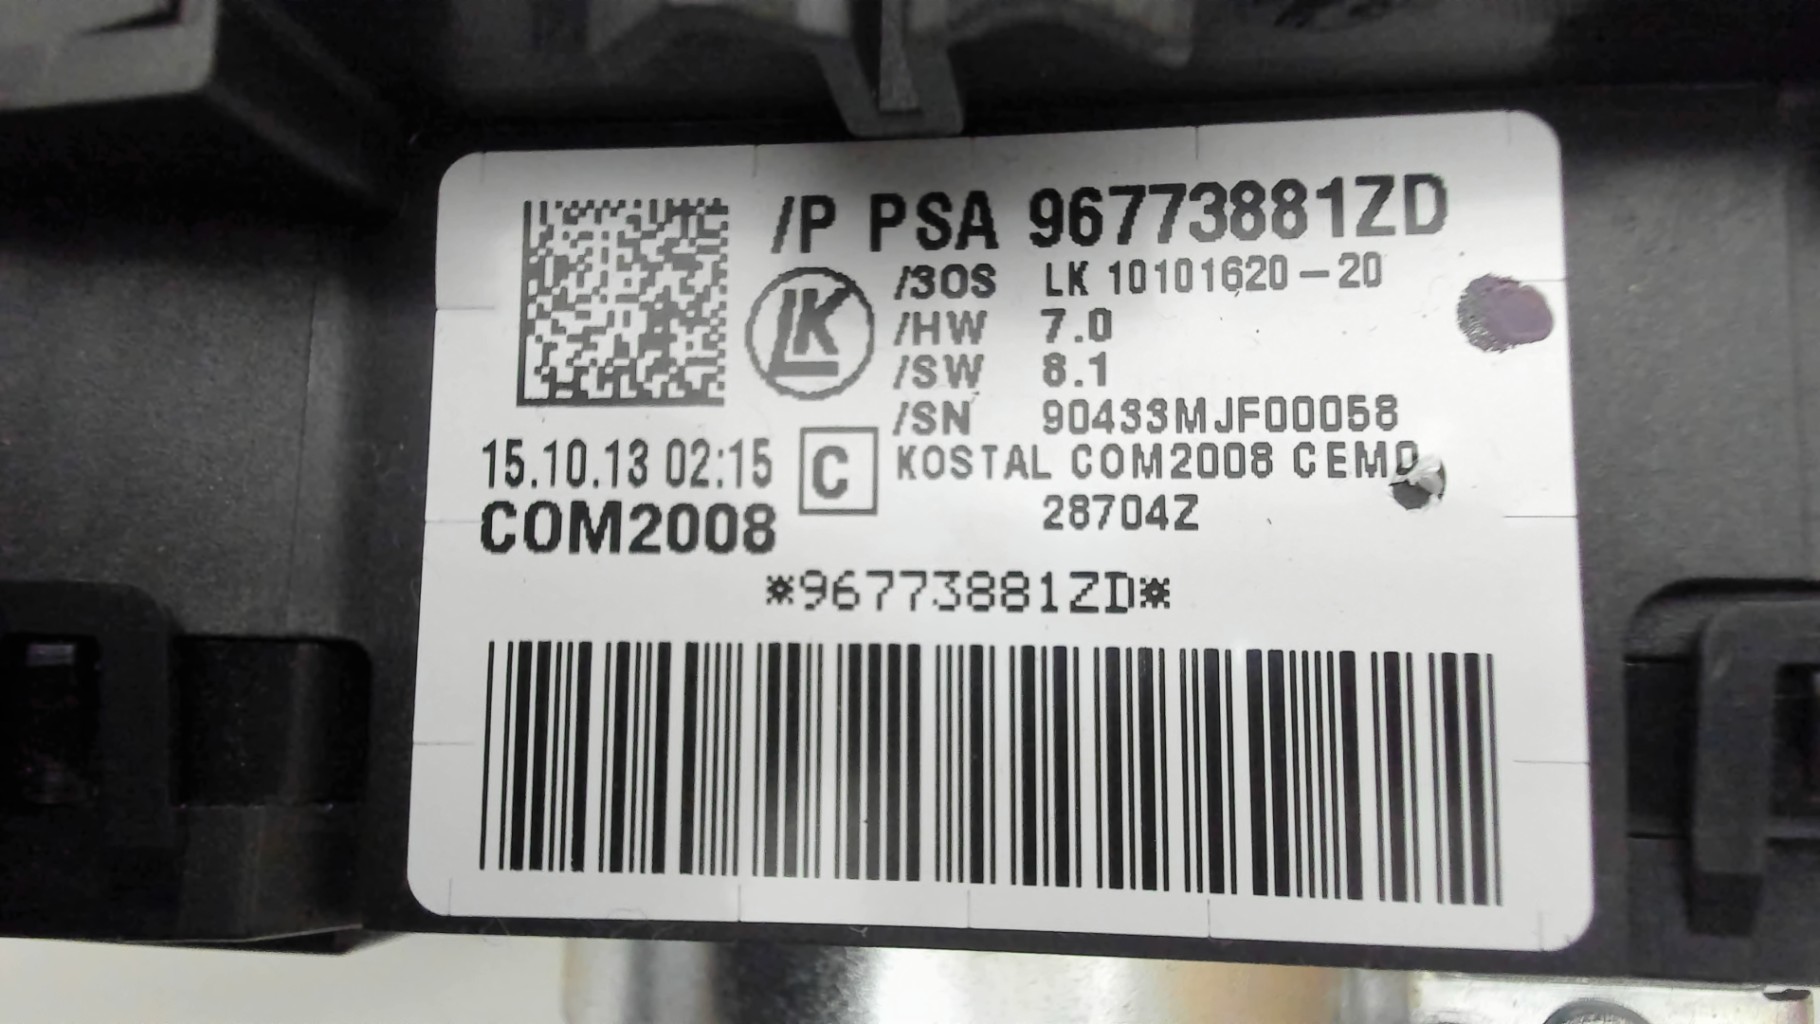 /P PSA 96773881ZD
LK
/3OS LK 10101620-20
/HW 7.0
/SW 8.1
/SN 90433MJF00058
15.10.13 02:15 C KOSTAL COM2008 CEM0
COM2008 28704Z
*96773881ZD*